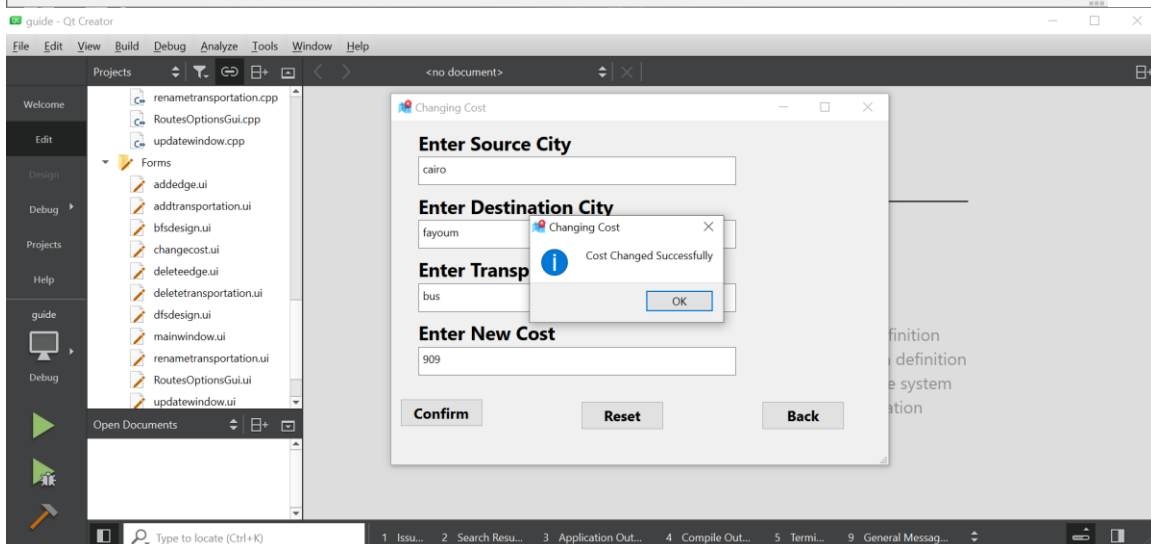 guide - Qt Creator
File Edit View Build Debug Analyze Tools Window Help
Projects
<no document>
Welcome
Edit
Design
Debug
Projects
Help
guide
Debug
renametransportation.cpp
RoutesOptionsGui.cpp
updatewindow.cpp
Forms
addedge.ui
addtransportation.ui
bfsdesign.ui
changecost.ui
deleteedge.ui
deletetransportation.ui
dfsdesign.ui
mainwindow.ui
renametransportation.ui
RoutesOptionsGui.ui
updatewindow.ui
Open Documents
Changing Cost
Enter Source City
cairo
Enter Destination City
fayoum
Enter Transp
bus
Enter New Cost
909
Confirm Reset Back
Changing Cost
Cost Changed Successfully
OK
finition
definition
e system
ation
Type to locate (Ctrl+K)
1 Issu... 2 Search Resu... 3 Application Out... 4 Compile Out... 5 Termi... 9 General Messag...